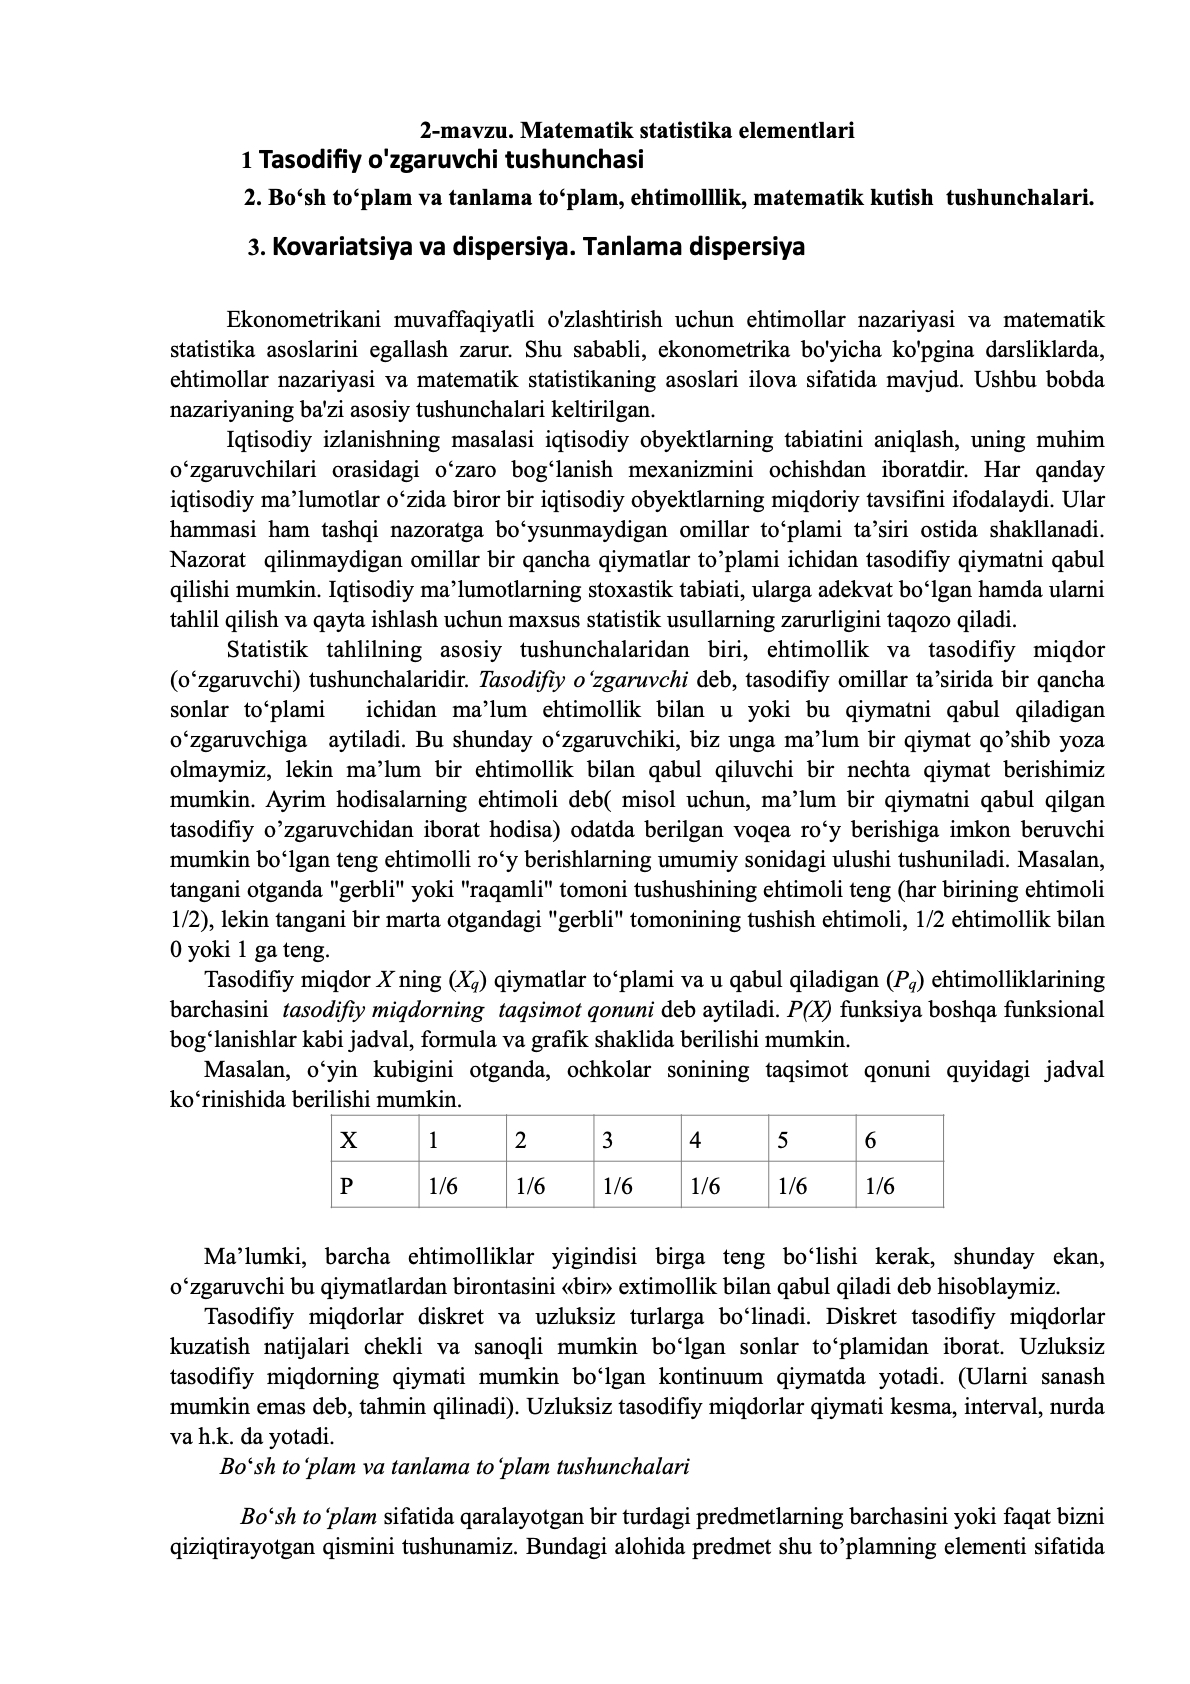 2-mavzu. Matematik statistika elementlari
1 Tasodifiy o'zgaruvchi tushunchasi
2. Bo‘sh to‘plam va tanlama to‘plam, ehtimolllik, matematik kutish tushunchalari.
3. Kovariatsiya va dispersiya. Tanlama dispersiya
Ekonometrikani muvaffaqiyatli o'zlashtirish uchun ehtimollar nazariyasi va matematik
statistika asoslarini egallash zarur. Shu sababli, ekonometrika bo'yicha ko'pgina darsliklarda,
ehtimollar nazariyasi va matematik statistikaning asoslari ilova sifatida mavjud. Ushbu bobda
nazariyaning ba'zi asosiy tushunchalari keltirilgan.
Iqtisodiy izlanishning masalasi iqtisodiy obyektlarning tabiatini aniqlash, uning muhim
o‘zgaruvchilari orasidagi o‘zaro bog‘lanish mexanizmini ochishdan iboratdir. Har qanday
iqtisodiy ma’lumotlar o‘zida biror bir iqtisodiy obyektlarning miqdoriy tavsifini ifodalaydi. Ular
hammasi ham tashqi nazoratga bo‘ysunmaydigan omillar to‘plami ta’siri ostida shakllanadi.
Nazorat qilinmaydigan omillar bir qancha qiymatlar to’plami ichidan tasodifiy qiymatni qabul
qilishi mumkin. Iqtisodiy ma’lumotlarning stoxastik tabiati, ularga adekvat bo‘lgan hamda ularni
tahlil qilish va qayta ishlash uchun maxsus statistik usullarning zarurligini taqozo qiladi.
Statistik tahlilning asosiy tushunchalaridan biri, ehtimollik va tasodifiy miqdor
(o‘zgaruvchi) tushunchalaridir. Tasodifiy o‘zgaruvchi deb, tasodifiy omillar ta’sirida bir qancha
sonlar to‘plami ichidan ma’lum ehtimollik bilan u yoki bu qiymatni qabul qiladigan
o‘zgaruvchiga aytiladi. Bu shunday o‘zgaruvchiki, biz unga ma’lum bir qiymat qo’shib yoza
olmaymiz, lekin ma’lum bir ehtimollik bilan qabul qiluvchi bir nechta qiymat berishimiz
mumkin. Ayrim hodisalarning ehtimoli deb( misol uchun, ma’lum bir qiymatni qabul qilgan
tasodifiy o’zgaruvchidan iborat hodisa) odatda berilgan voqea ro‘y berishiga imkon beruvchi
mumkin bo‘lgan teng ehtimolli ro‘y berishlarning umumiy sonidagi ulushi tushuniladi. Masalan,
tangani otganda "gerbli" yoki "raqamli" tomoni tushushining ehtimoli teng (har birining ehtimoli
1/2), lekin tangani bir marta otgandagi "gerbli" tomonining tushish ehtimoli, 1/2 ehtimollik bilan
0 yoki 1 ga teng.
Tasodifiy miqdor X ning (Xq) qiymatlar to‘plami va u qabul qiladigan (Pq) ehtimolliklarining
barchasini tasodifiy miqdorning taqsimot qonuni deb aytiladi. P(X) funksiya boshqa funksional
bog‘lanishlar kabi jadval, formula va grafik shaklida berilishi mumkin.
Masalan, o‘yin kubigini otganda, ochkolar sonining taqsimot qonuni quyidagi jadval
ko‘rinishida berilishi mumkin.
X 1 2 3 4 5 6
P 1/6 1/6 1/6 1/6 1/6 1/6
Ma’lumki, barcha ehtimolliklar yigindisi birga teng bo‘lishi kerak, shunday ekan,
o‘zgaruvchi bu qiymatlardan birontasini «bir» extimollik bilan qabul qiladi deb hisoblaymiz.
Tasodifiy miqdorlar diskret va uzluksiz turlarga bo‘linadi. Diskret tasodifiy miqdorlar
kuzatish natijalari chekli va sanoqli mumkin bo‘lgan sonlar to‘plamidan iborat. Uzluksiz
tasodifiy miqdorning qiymati mumkin bo‘lgan kontinuum qiymatda yotadi. (Ularni sanash
mumkin emas deb, tahmin qilinadi). Uzluksiz tasodifiy miqdorlar qiymati kesma, interval, nurda
va h.k. da yotadi.
Bo‘sh to‘plam va tanlama to‘plam tushunchalari
Bo‘sh to‘plam sifatida qaralayotgan bir turdagi predmetlarning barchasini yoki faqat bizni
qiziqtirayotgan qismini tushunamiz. Bundagi alohida predmet shu to’plamning elementi sifatida